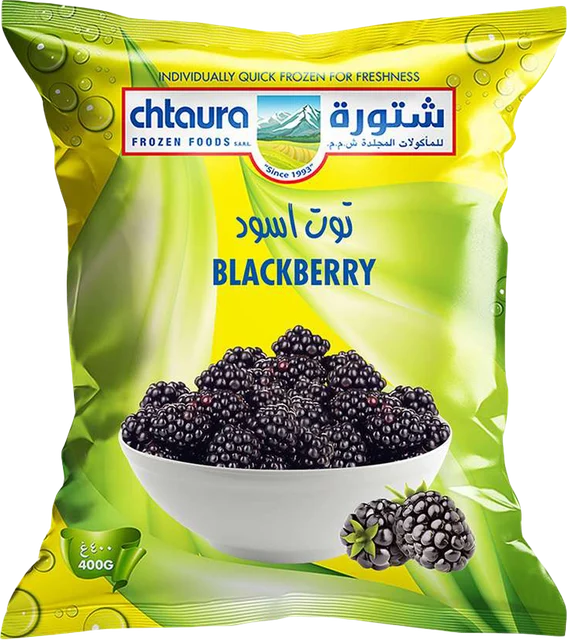 INDIVIDUALLY QUICK FROZEN FOR FRESHNESS
chtaura شتورة
FROZEN FOODS S.A.R.L. للمأكولات المجلدة ش.م.م.
"Since 1993"
توت اسود
BLACKBERRY
٤٠٠غ
400G